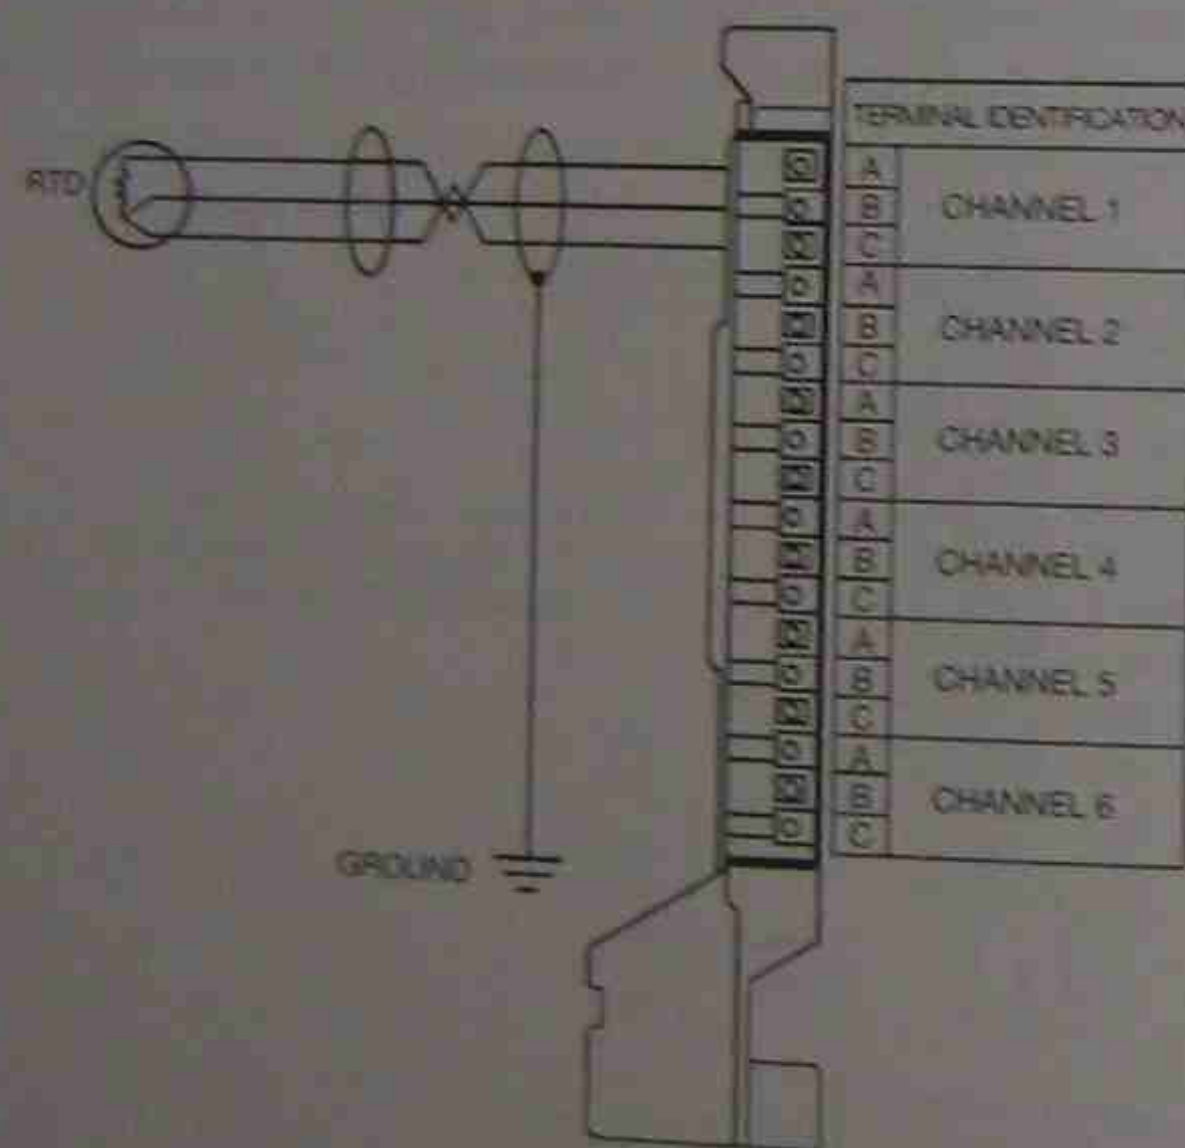 TERMINAL IDENTIFICATION
RTD
A
B
C
CHANNEL 1
A
B
C
CHANNEL 2
A
B
C
CHANNEL 3
A
B
C
CHANNEL 4
A
B
C
CHANNEL 5
A
B
C
CHANNEL 6
GROUND